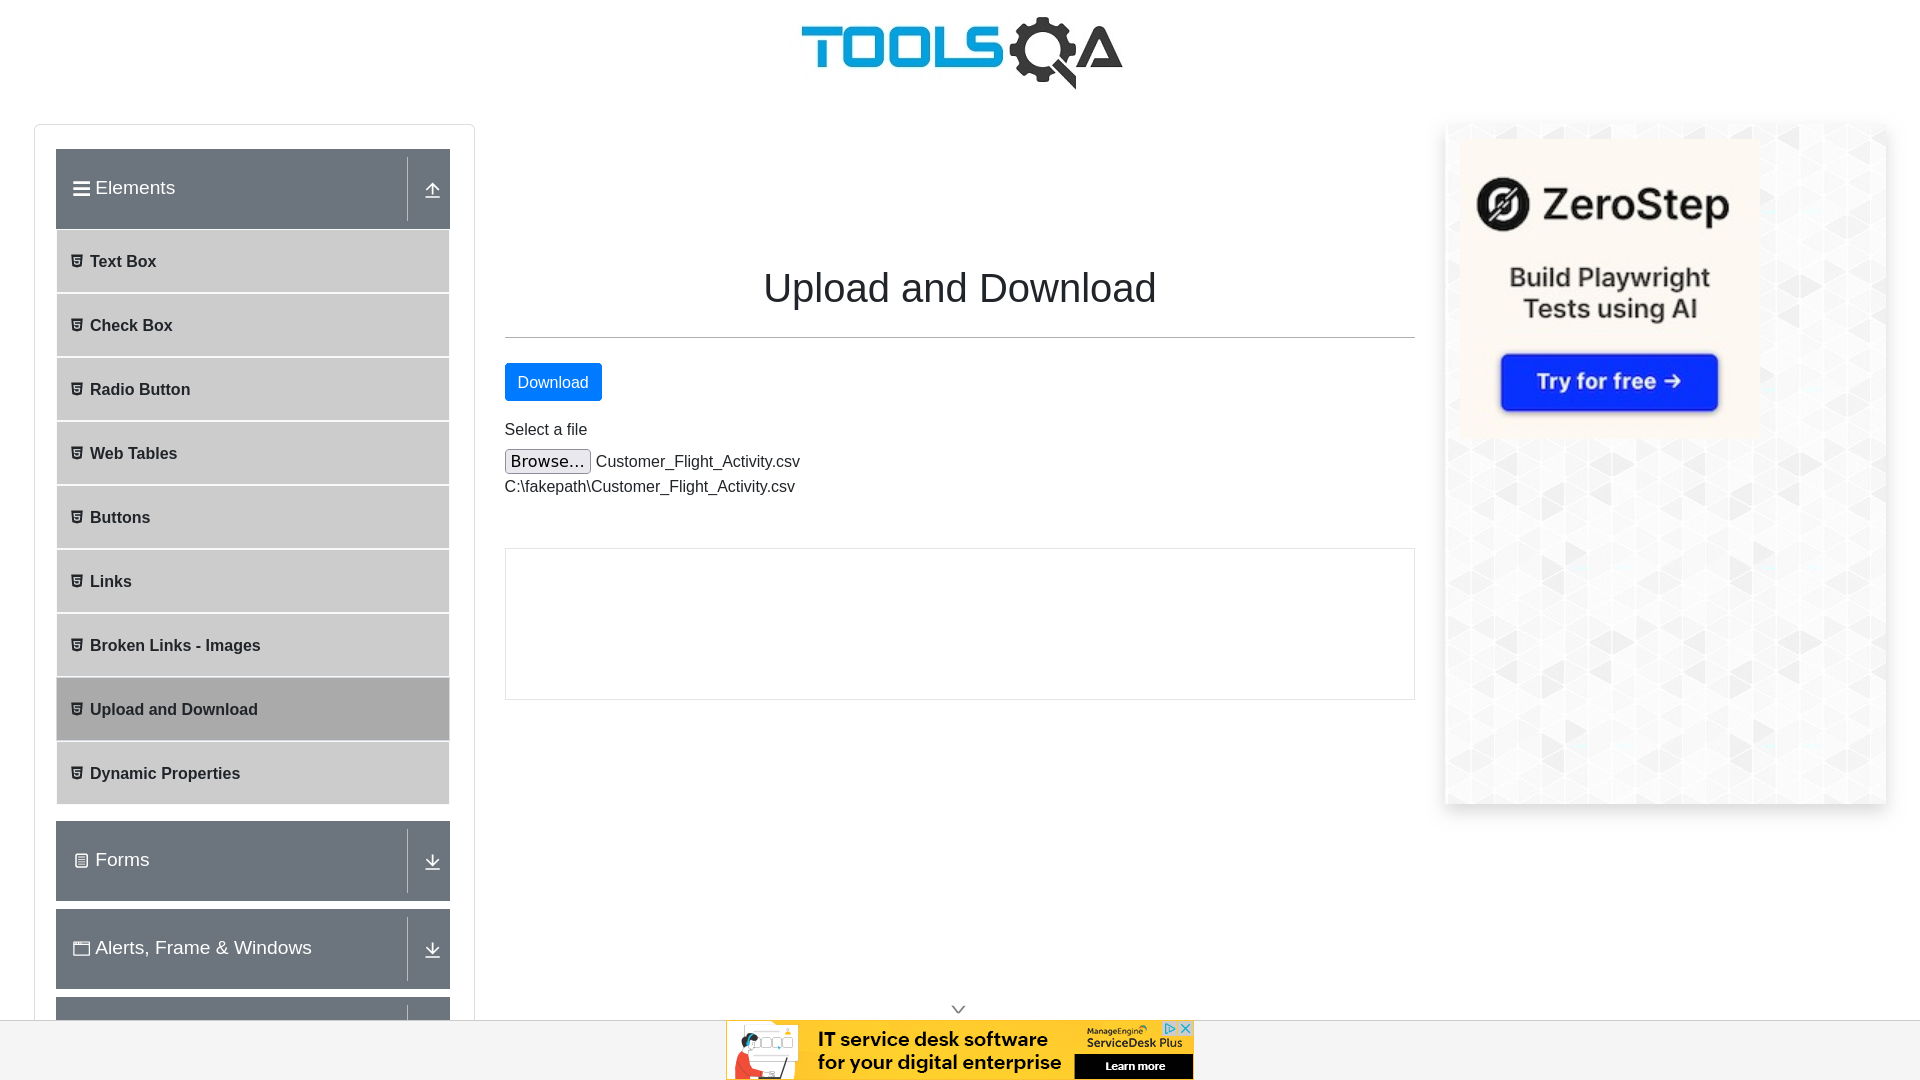 TOOLSQA
Elements
Text Box
Check Box
Radio Button
Web Tables
Buttons
Links
Broken Links - Images
Upload and Download
Dynamic Properties
Forms
Alerts, Frame & Windows
Upload and Download
Download
Select a file
Browse... Customer_Flight_Activity.csv
C:\fakepath\Customer_Flight_Activity.csv
ZeroStep
Build Playwright
Tests using AI
Try for free →
IT service desk software
for your digital enterprise
ManageEngine
ServiceDesk Plus
Learn more